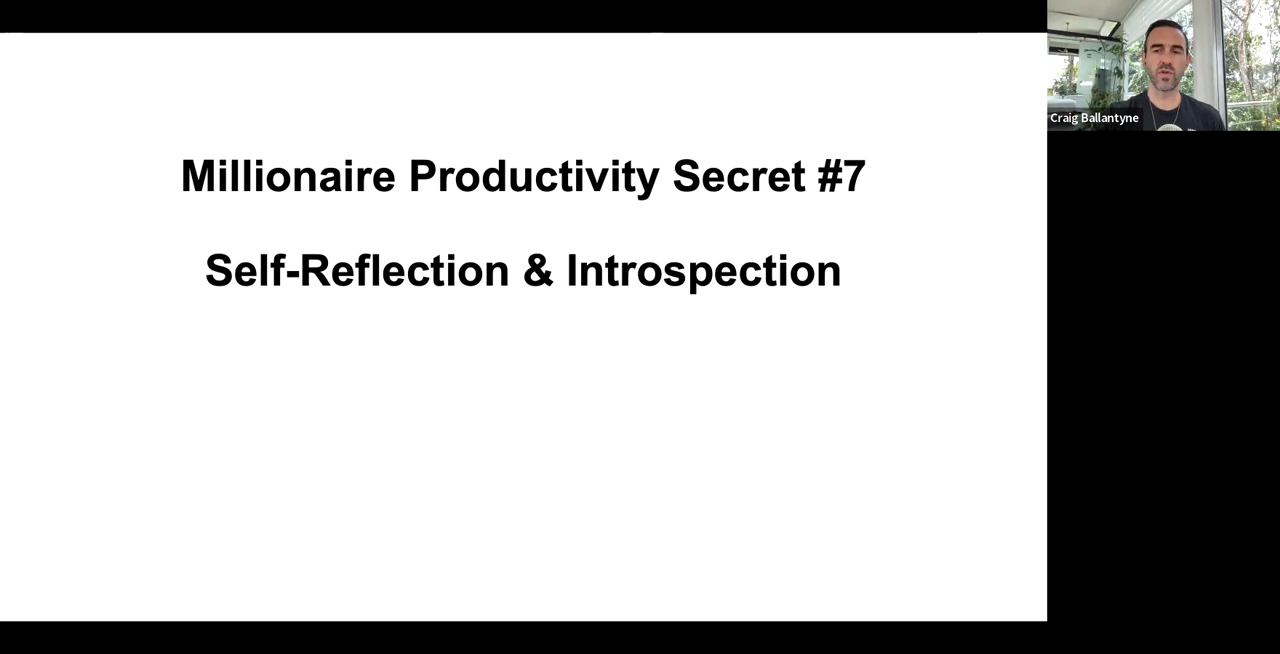 Millionaire Productivity Secret #7
Self-Reflection & Introspection
Craig Ballantyne